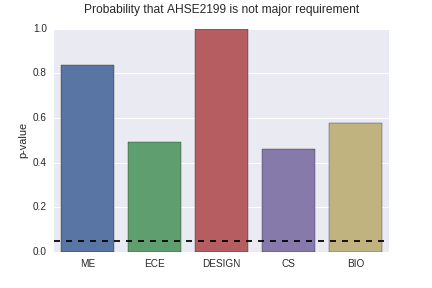 Probability that AHSE2199 is not major requirement
1.0
0.8
0.6
0.4
0.2
0.0
p-value
ME ECE DESIGN CS BIO